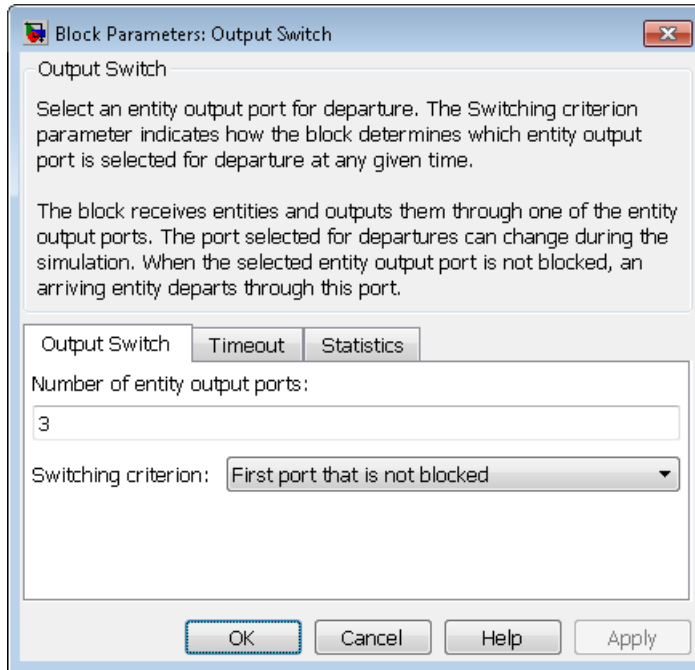 Block Parameters: Output Switch
Output Switch
Select an entity output port for departure. The Switching criterion
parameter indicates how the block determines which entity output
port is selected for departure at any given time.
The block receives entities and outputs them through one of the entity
output ports. The port selected for departures can change during the
simulation. When the selected entity output port is not blocked, an
arriving entity departs through this port.
Output Switch Timeout Statistics
Number of entity output ports:
3
Switching criterion: First port that is not blocked
OK Cancel Help Apply